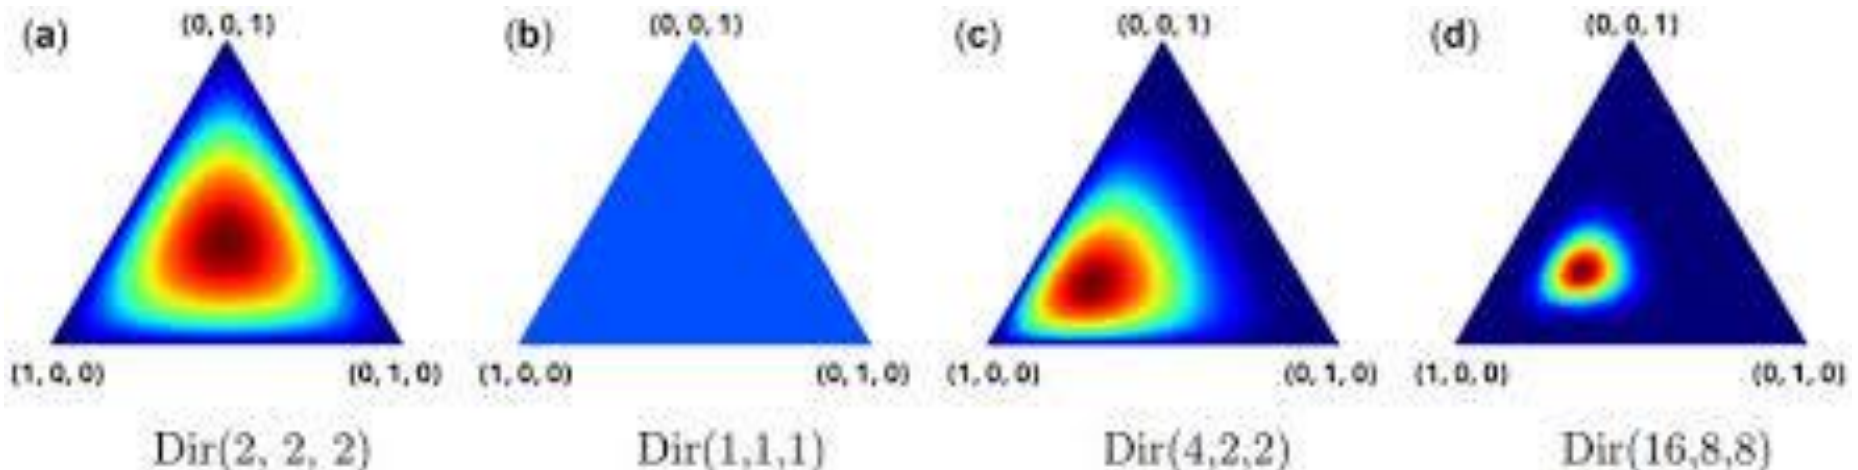 (a) (0, 0, 1) (b) (0, 0, 1) (c) (0, 0, 1) (d) (0, 0, 1)
(1, 0, 0) (0, 1, 0) (1, 0, 0) (0, 1, 0) (1, 0, 0) (0, 1, 0) (1, 0, 0) (0, 1, 0)
Dir(2, 2, 2) Dir(1,1,1) Dir(4,2,2) Dir(16,8,8)